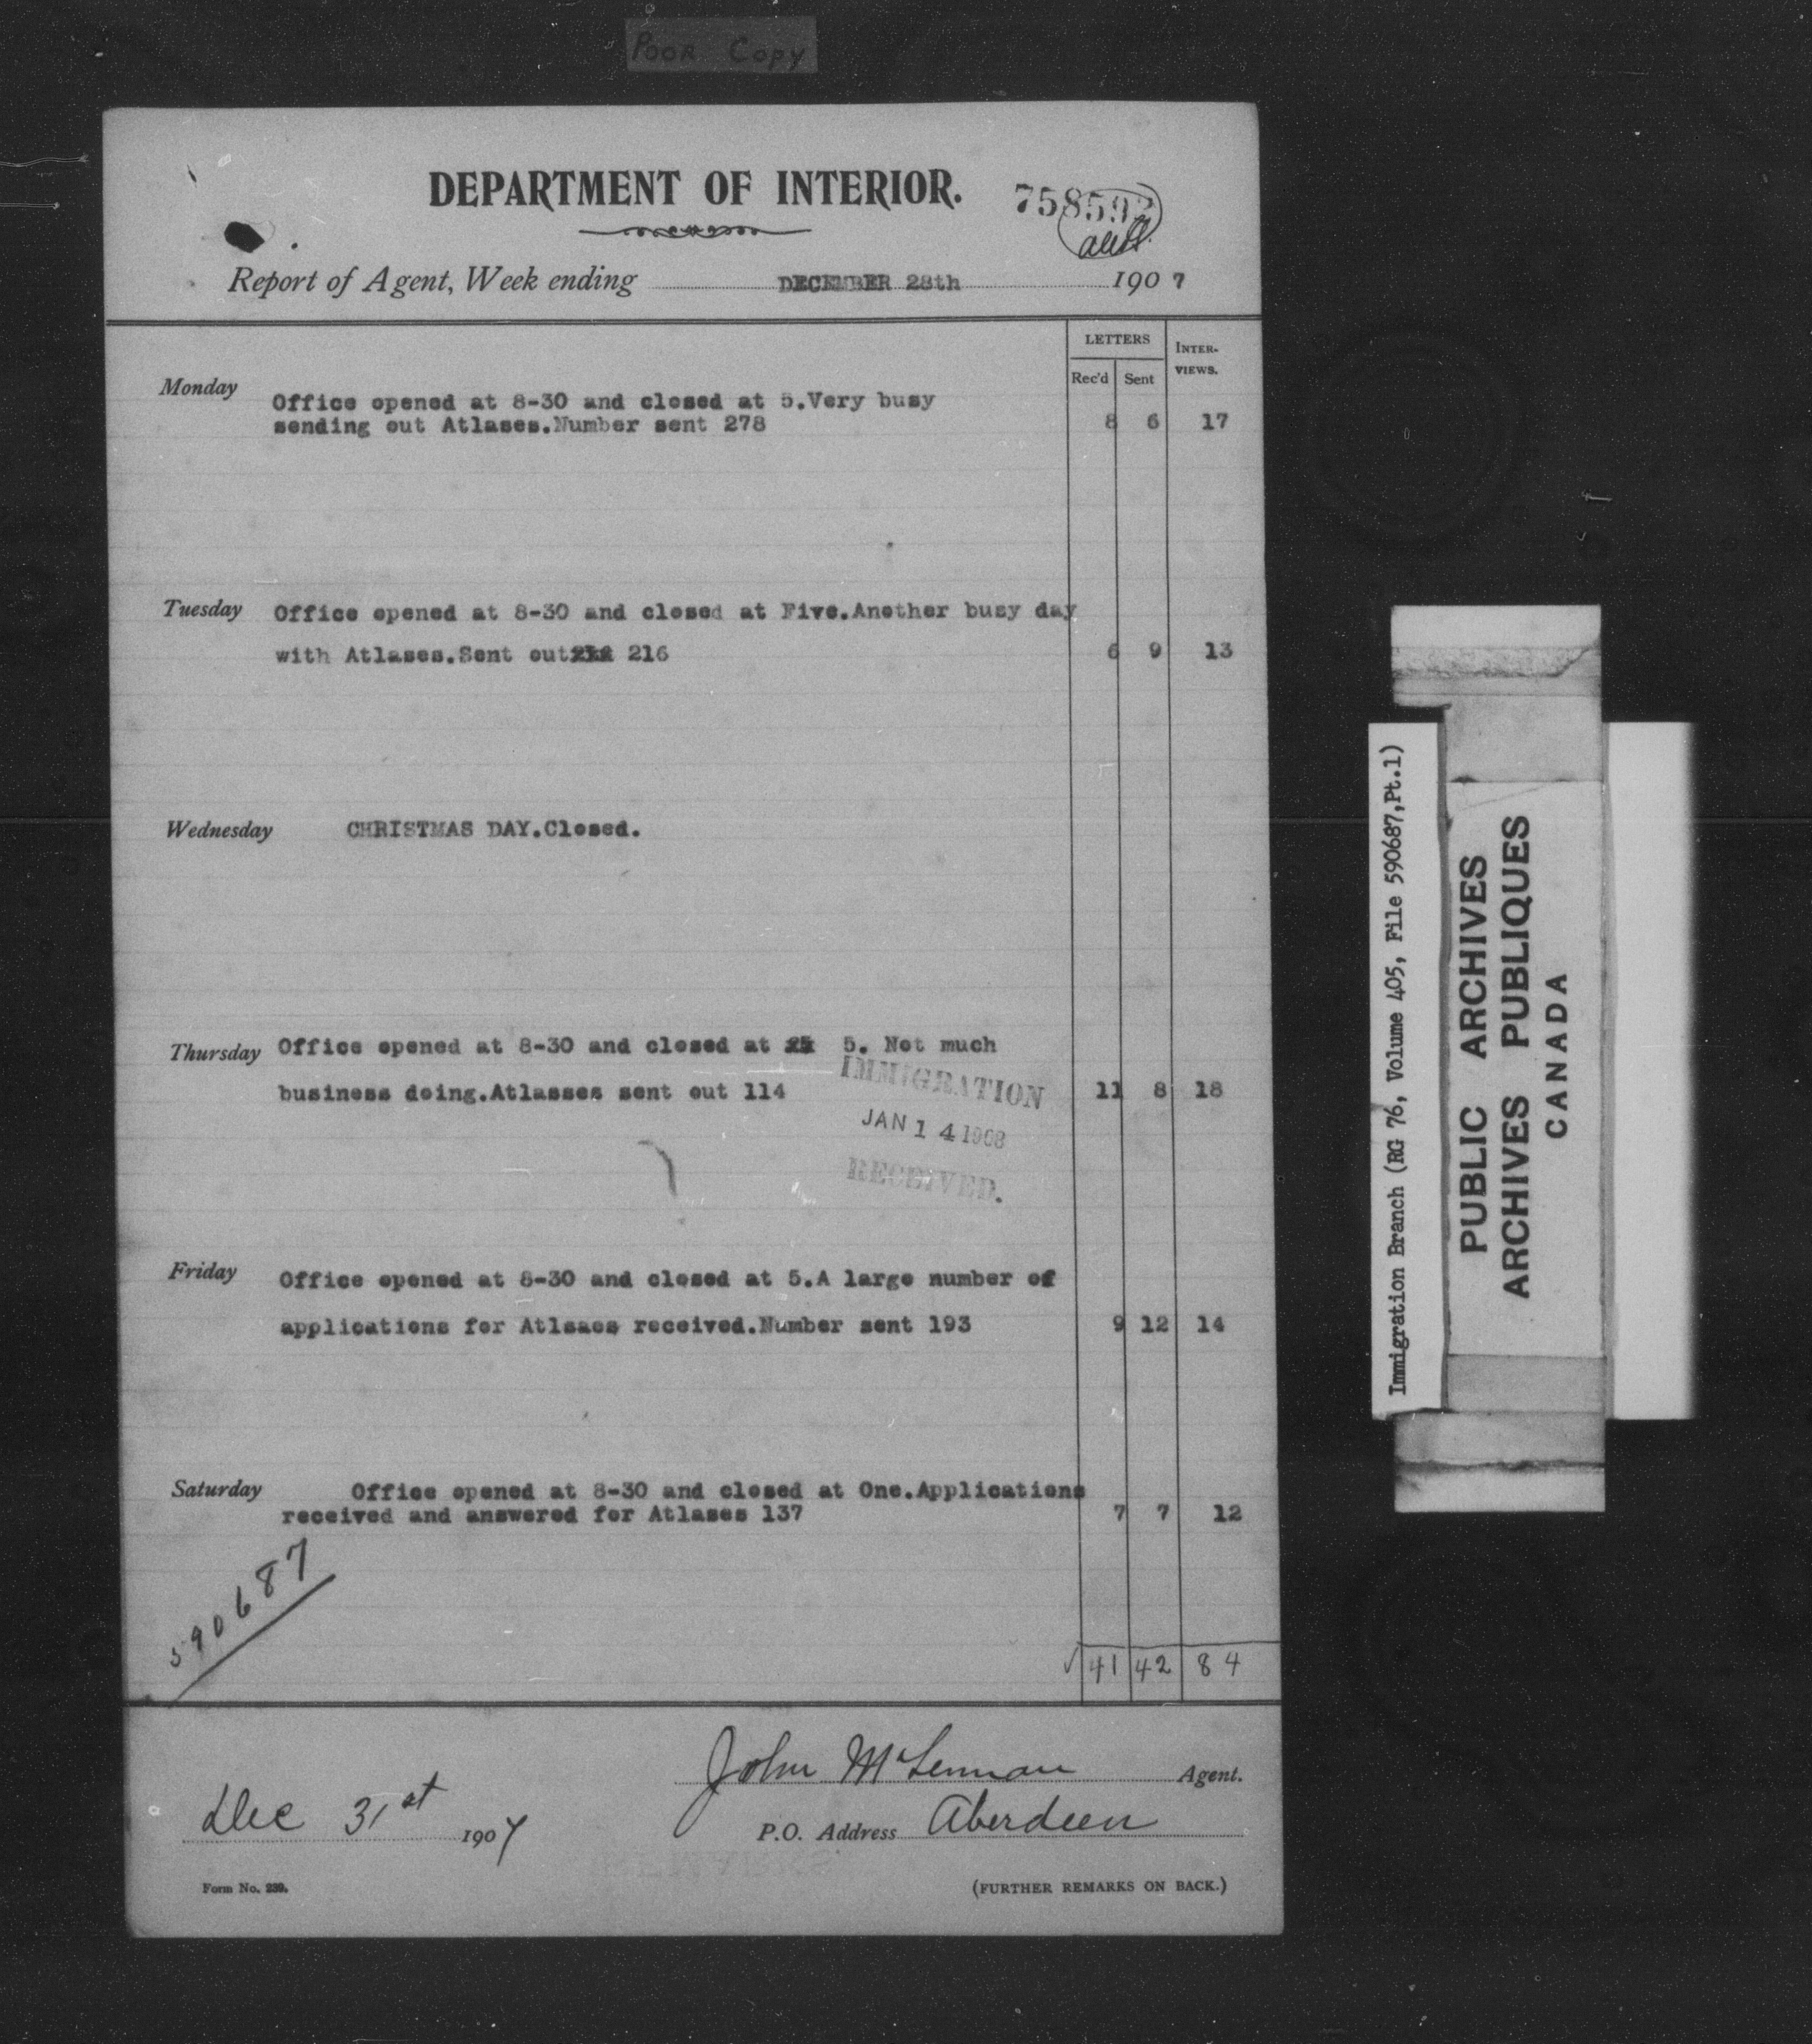 POOR COPY
DEPARTMENT OF INTERIOR.
758592
Report of Agent, Week ending DECEMBER 28th 1907
LETTERS
INTER-
VIEWS.
Rec'd Sent
Monday
Office opened at 8-30 and closed at 5.Very busy
sending out Atlases.Number sent 278 8 6 17
Tuesday Office opened at 8-30 and closed at Five.Another busy day
with Atlases.Sent out 216 6 9 13
Wednesday CHRISTMAS DAY.Closed.
Thursday Office opened at 8-30 and closed at 5. Not much
business doing.Atlasses sent out 114 11 8 18
IMMIGRATION
JAN 14 1908
RECEIVED.
Friday Office opened at 8-30 and closed at 5.A large number of
applications for Atlsaes received.Number sent 193 9 12 14
Saturday Office opened at 8-30 and closed at One.Applications
received and answered for Atlases 137 7 7 12
590687
√ 41 42 84
John McLennan Agent.
Dec 31st 1907
P.O. Address Aberdeen
Form No. 239.
(FURTHER REMARKS ON BACK.)
Immigration Branch (RG 76, Volume 405, File 590687,Pt.1)
PUBLIC ARCHIVES
ARCHIVES PUBLIQUES
CANADA